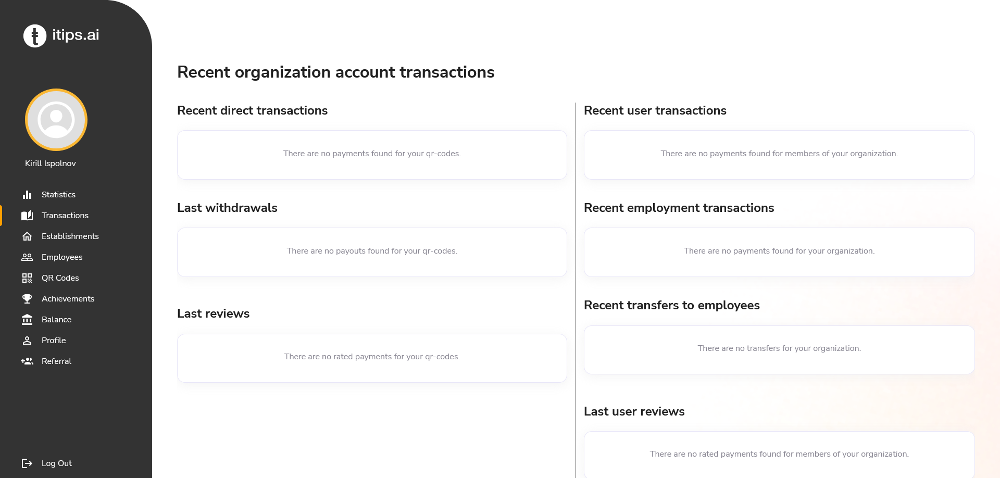 itips.ai
Kirill Ispolnov
Statistics
Transactions
Establishments
Employees
QR Codes
Achievements
Balance
Profile
Referral
Log Out
Recent organization account transactions
Recent direct transactions
There are no payments found for your qr-codes.
Last withdrawals
There are no payouts found for your qr-codes.
Last reviews
There are no rated payments for your qr-codes.
Recent user transactions
There are no payments found for members of your organization.
Recent employment transactions
There are no payments found for your organization.
Recent transfers to employees
There are no transfers for your organization.
Last user reviews
There are no rated payments found for members of your organization.